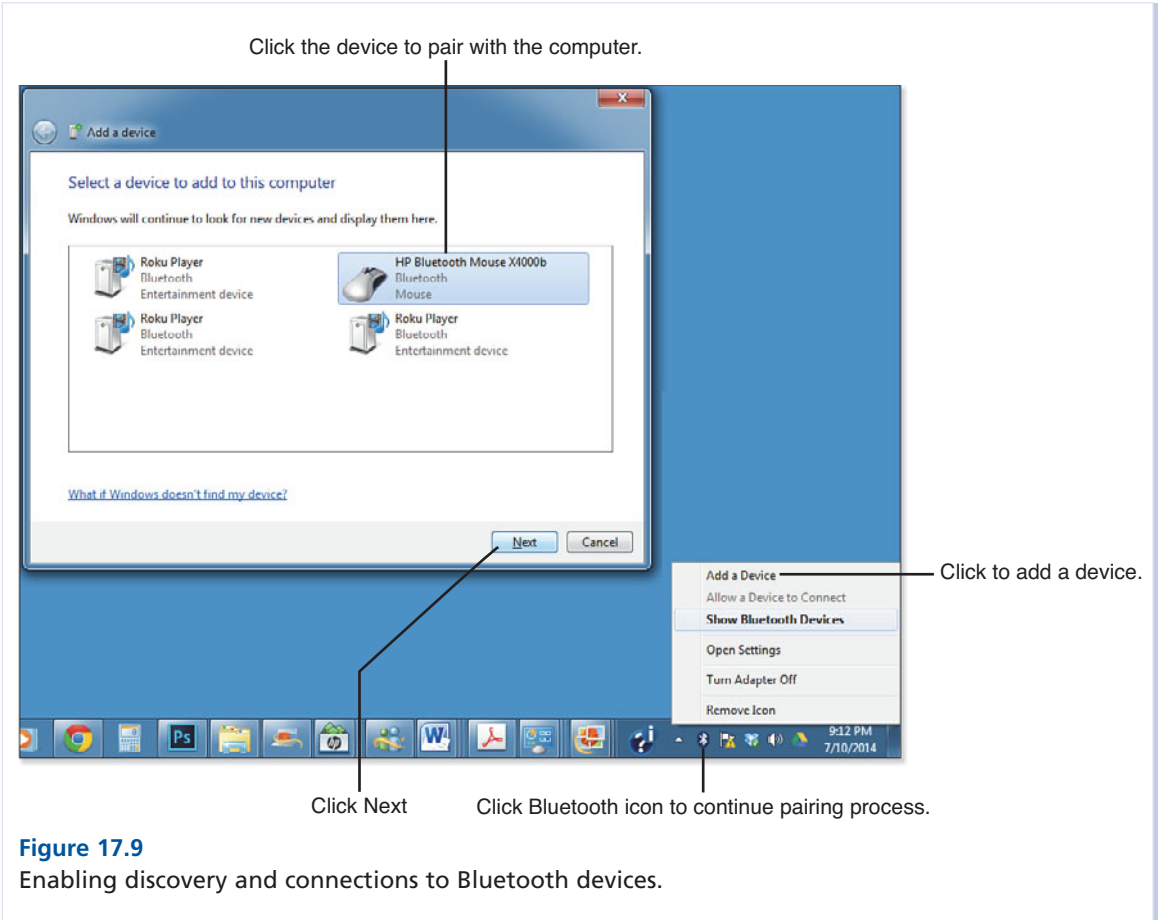 Click the device to pair with the computer.
Add a device
Select a device to add to this computer
Windows will continue to look for new devices and display them here.
Roku Player
Bluetooth
Entertainment device
HP Bluetooth Mouse X4000b
Bluetooth
Mouse
Roku Player
Bluetooth
Entertainment device
Roku Player
Bluetooth
Entertainment device
What if Windows doesn't find my device?
Next
Cancel
Add a Device
Click to add a device.
Allow a Device to Connect
Show Bluetooth Devices
Open Settings
Turn Adapter Off
Remove Icon
Ps
hp
W
9:12 PM
7/10/2014
Click Next
Click Bluetooth icon to continue pairing process.
Figure 17.9
Enabling discovery and connections to Bluetooth devices.